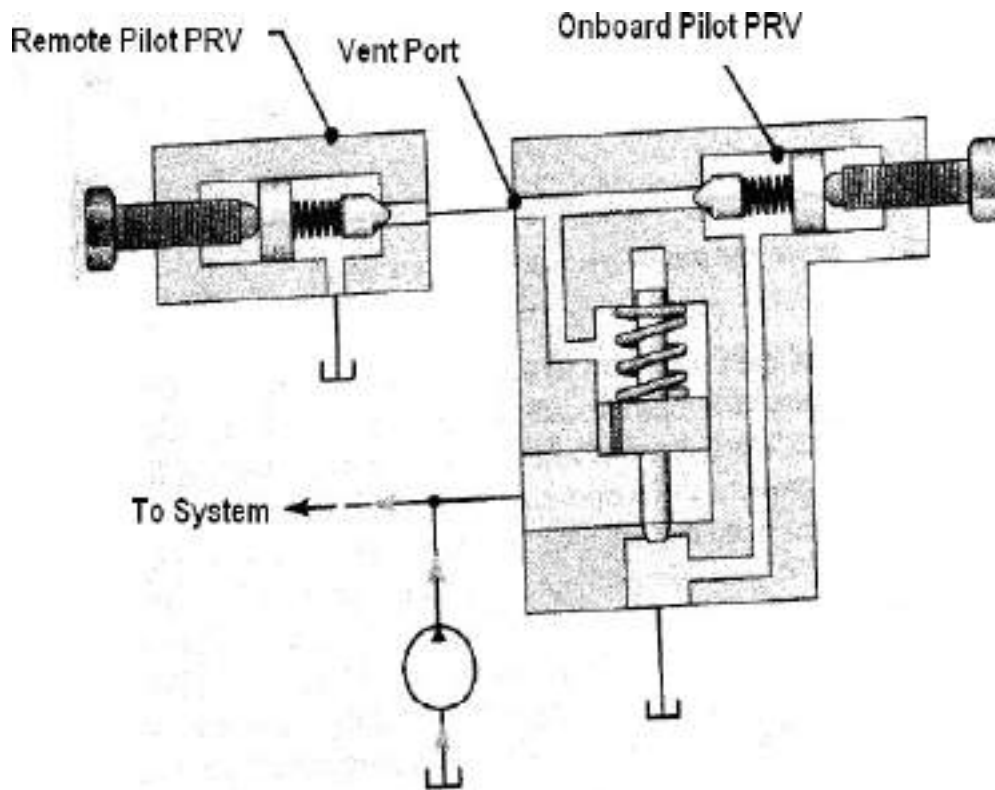 Remote Pilot PRV
Vent Port
Onboard Pilot PRV
To System